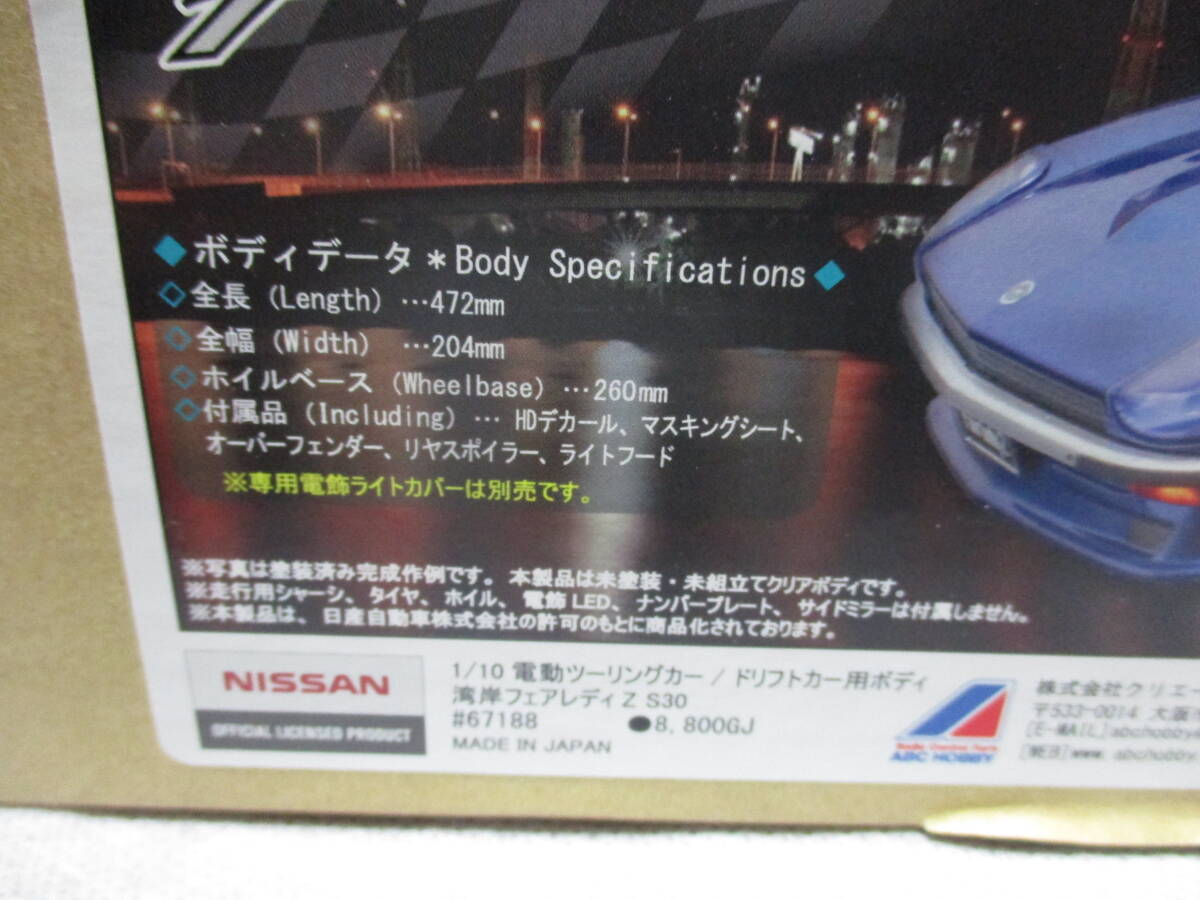 ◆ボディデータ＊Body Specifications◆
◇全長 (Length) …472mm
◇全幅 (Width) …204mm
◇ホイルベース (Wheelbase) …260mm
◇付属品 (Including) … HDデカール、マスキングシート、
オーバーフェンダー、リヤスポイラー、ライトフード
※専用電飾ライトカバーは別売です。
※写真は塗装済み完成作例です。 本製品は未塗装・未組立てクリアボディです。
※走行用シャーシ、タイヤ、ホイル、電飾LED、ナンバープレート、サイドミラーは付属しません。
※本製品は、日産自動車株式会社の許可のもとに商品化されております。
NISSAN
OFFICIAL LICENSED PRODUCT
1/10 電動ツーリングカー / ドリフトカー用ボディ
湾岸フェアレディZ S30
#67188 ●8,800GJ
MADE IN JAPAN
ABC HOBBY
株式会社クリエー
〒533-0014 大阪
[E-MAIL]abchobby
[WEB]www. abchobby